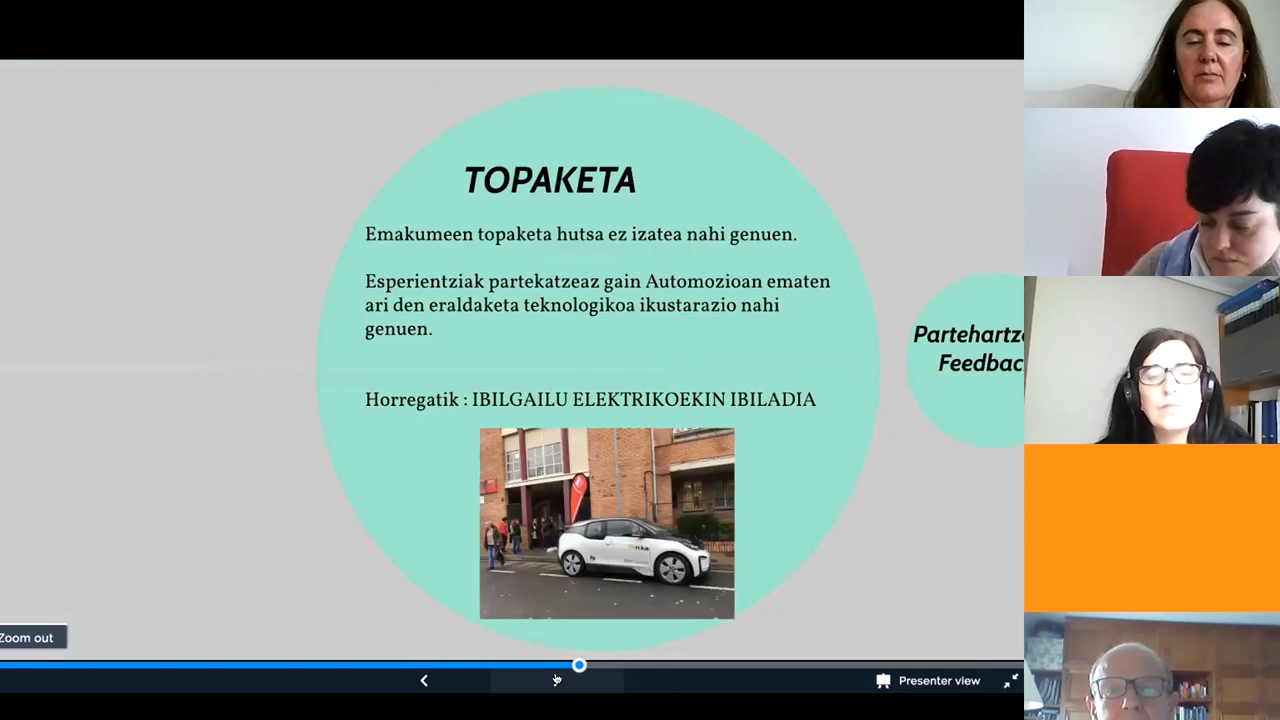 TOPAKETA
Emakumeen topaketa hutsa ez izatea nahi genuen.
Esperientziak partekatzeaz gain Automozioan ematen
ari den eraldaketa teknologikoa ikustarazio nahi
genuen.
Horregatik : IBILGAILU ELEKTRIKOEKIN IBILADIA
Partehartz
Feedbac
Zoom out
Presenter view